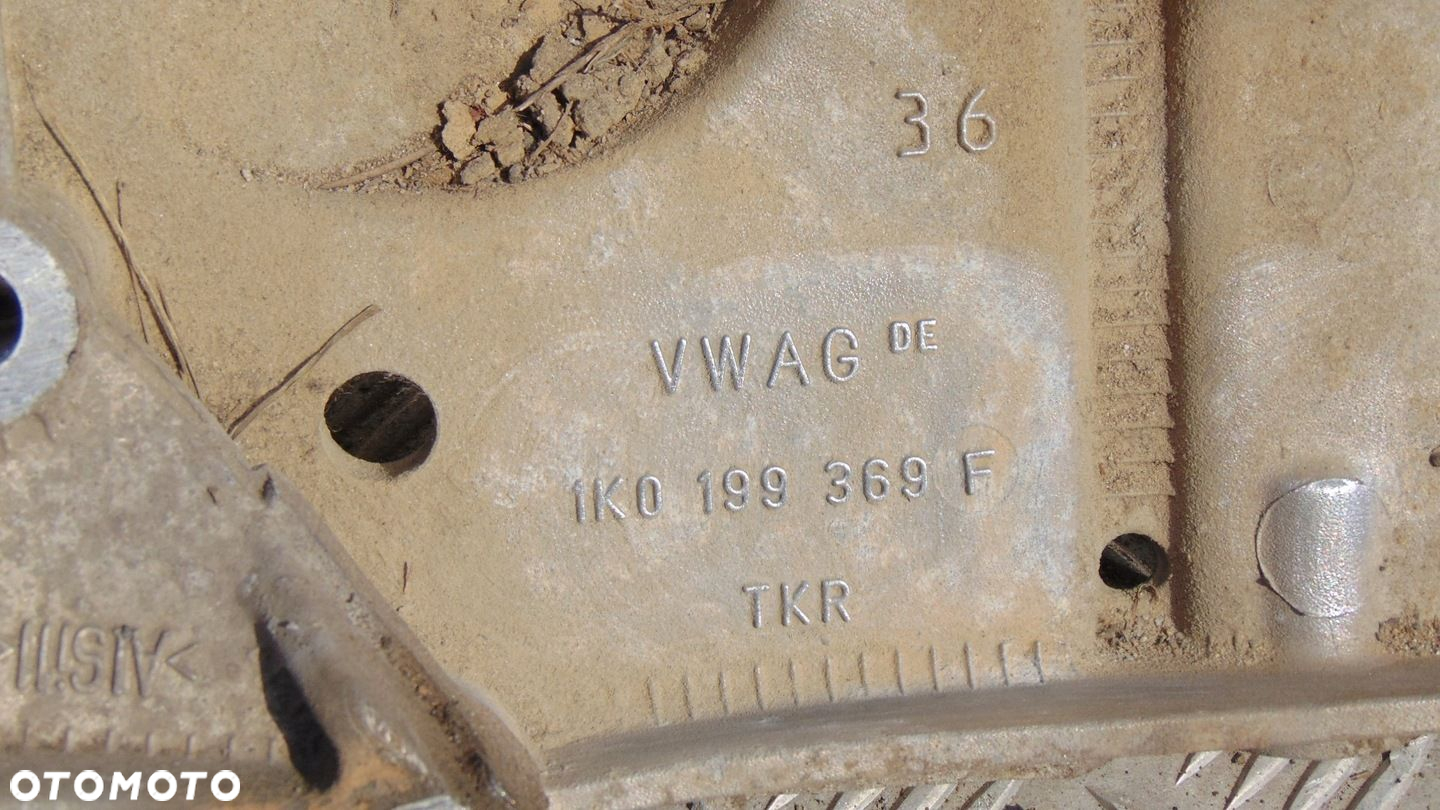 36
VWAG DE
1K0 199 369 F
TKR
OTOMOTO